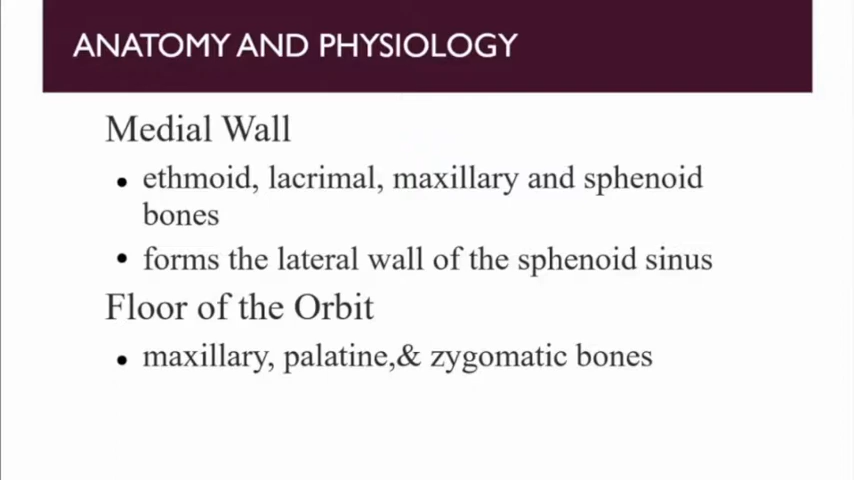 ANATOMY AND PHYSIOLOGY
Medial Wall
• ethmoid, lacrimal, maxillary and sphenoid
bones
• forms the lateral wall of the sphenoid sinus
Floor of the Orbit
• maxillary, palatine,& zygomatic bones